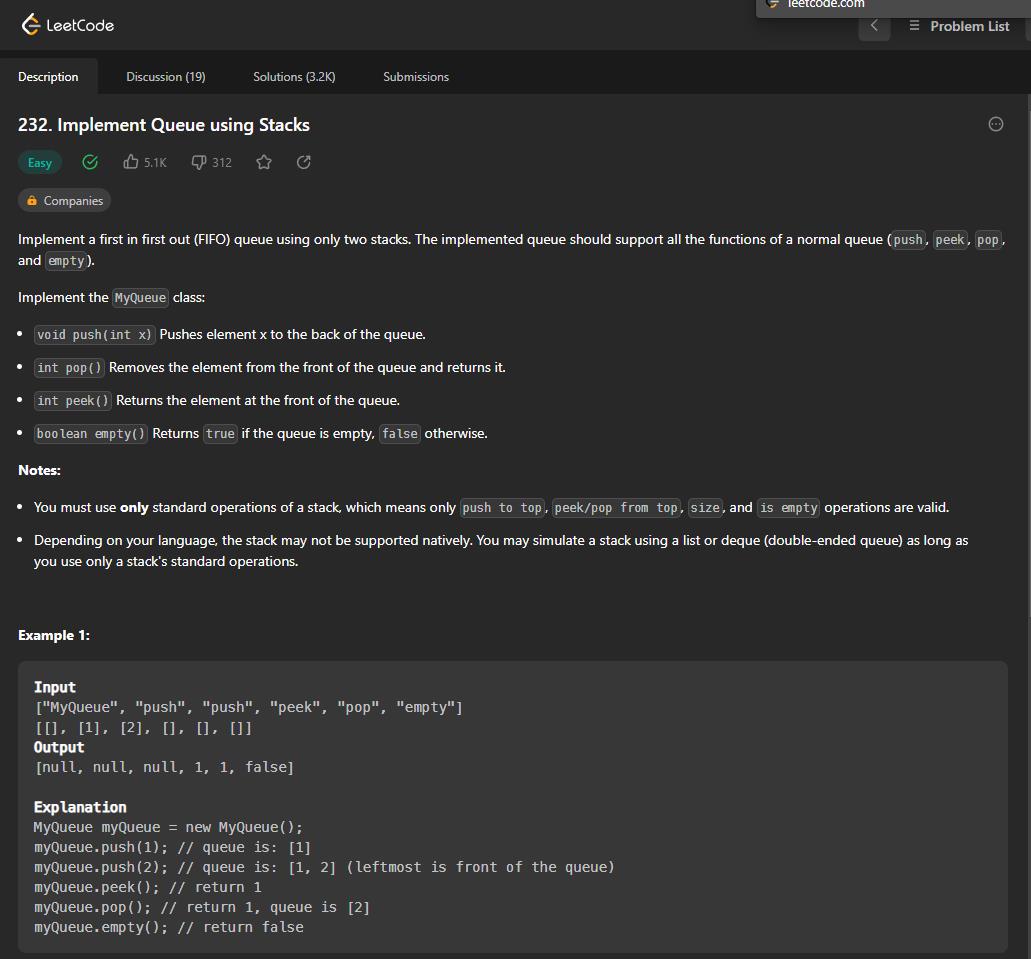 leetcode.com
LeetCode
Problem List
Description Discussion (19) Solutions (3.2K) Submissions
232. Implement Queue using Stacks
Easy 5.1K 312
Companies
Implement a first in first out (FIFO) queue using only two stacks. The implemented queue should support all the functions of a normal queue (push, peek, pop,
and empty).
Implement the MyQueue class:
• void push(int x) Pushes element x to the back of the queue.
• int pop() Removes the element from the front of the queue and returns it.
• int peek() Returns the element at the front of the queue.
• boolean empty() Returns true if the queue is empty, false otherwise.
Notes:
• You must use only standard operations of a stack, which means only push to top, peek/pop from top, size, and is empty operations are valid.
• Depending on your language, the stack may not be supported natively. You may simulate a stack using a list or deque (double-ended queue) as long as
you use only a stack's standard operations.
Example 1:
Input
["MyQueue", "push", "push", "peek", "pop", "empty"]
[[], [1], [2], [], [], []]
Output
[null, null, null, 1, 1, false]
Explanation
MyQueue myQueue = new MyQueue();
myQueue.push(1); // queue is: [1]
myQueue.push(2); // queue is: [1, 2] (leftmost is front of the queue)
myQueue.peek(); // return 1
myQueue.pop(); // return 1, queue is [2]
myQueue.empty(); // return false